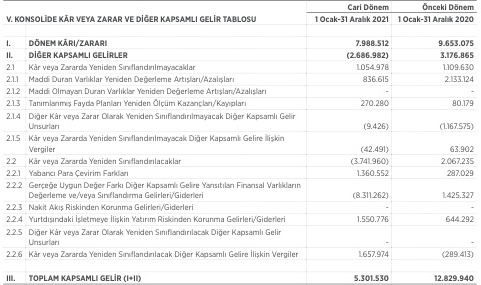 Cari Dönem Önceki Dönem
V. KONSOLİDE KÂR VEYA ZARAR VE DİĞER KAPSAMLI GELİR TABLOSU 1 Ocak-31 Aralık 2021 1 Ocak-31 Aralık 2020
I. DÖNEM KÂRI/ZARARI 7.988.512 9.653.075
II. DİĞER KAPSAMLI GELİRLER (2.686.982) 3.176.865
2.1 Kâr veya Zararda Yeniden Sınıflandırılmayacaklar 1.054.978 1.109.630
2.1.1 Maddi Duran Varlıklar Yeniden Değerleme Artışları/Azalışları 836.615 2.133.124
2.1.2 Maddi Olmayan Duran Varlıklar Yeniden Değerleme Artışları/Azalışları - -
2.1.3 Tanımlanmış Fayda Planları Yeniden Ölçüm Kazançları/Kayıpları 270.280 80.179
2.1.4 Diğer Kâr veya Zarar Olarak Yeniden Sınıflandırılmayacak Diğer Kapsamlı Gelir
Unsurları (9.426) (1.167.575)
2.1.5 Kâr veya Zararda Yeniden Sınıflandırılmayacak Diğer Kapsamlı Gelire İlişkin
Vergiler (42.491) 63.902
2.2 Kâr veya Zararda Yeniden Sınıflandırılacaklar (3.741.960) 2.067.235
2.2.1 Yabancı Para Çevirim Farkları 1.360.552 287.029
2.2.2 Gerçeğe Uygun Değer Farkı Diğer Kapsamlı Gelire Yansıtılan Finansal Varlıkların
Değerleme ve/veya Sınıflandırma Gelirleri/Giderleri (8.311.262) 1.425.327
2.2.3 Nakit Akış Riskinden Korunma Gelirleri/Giderleri - -
2.2.4 Yurtdışındaki İşletmeye İlişkin Yatırım Riskinden Korunma Gelirleri/Giderleri 1.550.776 644.292
2.2.5 Diğer Kâr veya Zarar Olarak Yeniden Sınıflandırılacak Diğer Kapsamlı Gelir
Unsurları - -
2.2.6 Kâr veya Zararda Yeniden Sınıflandırılacak Diğer Kapsamlı Gelire İlişkin Vergiler 1.657.974 (289.413)
III. TOPLAM KAPSAMLI GELİR (I+II) 5.301.530 12.829.940